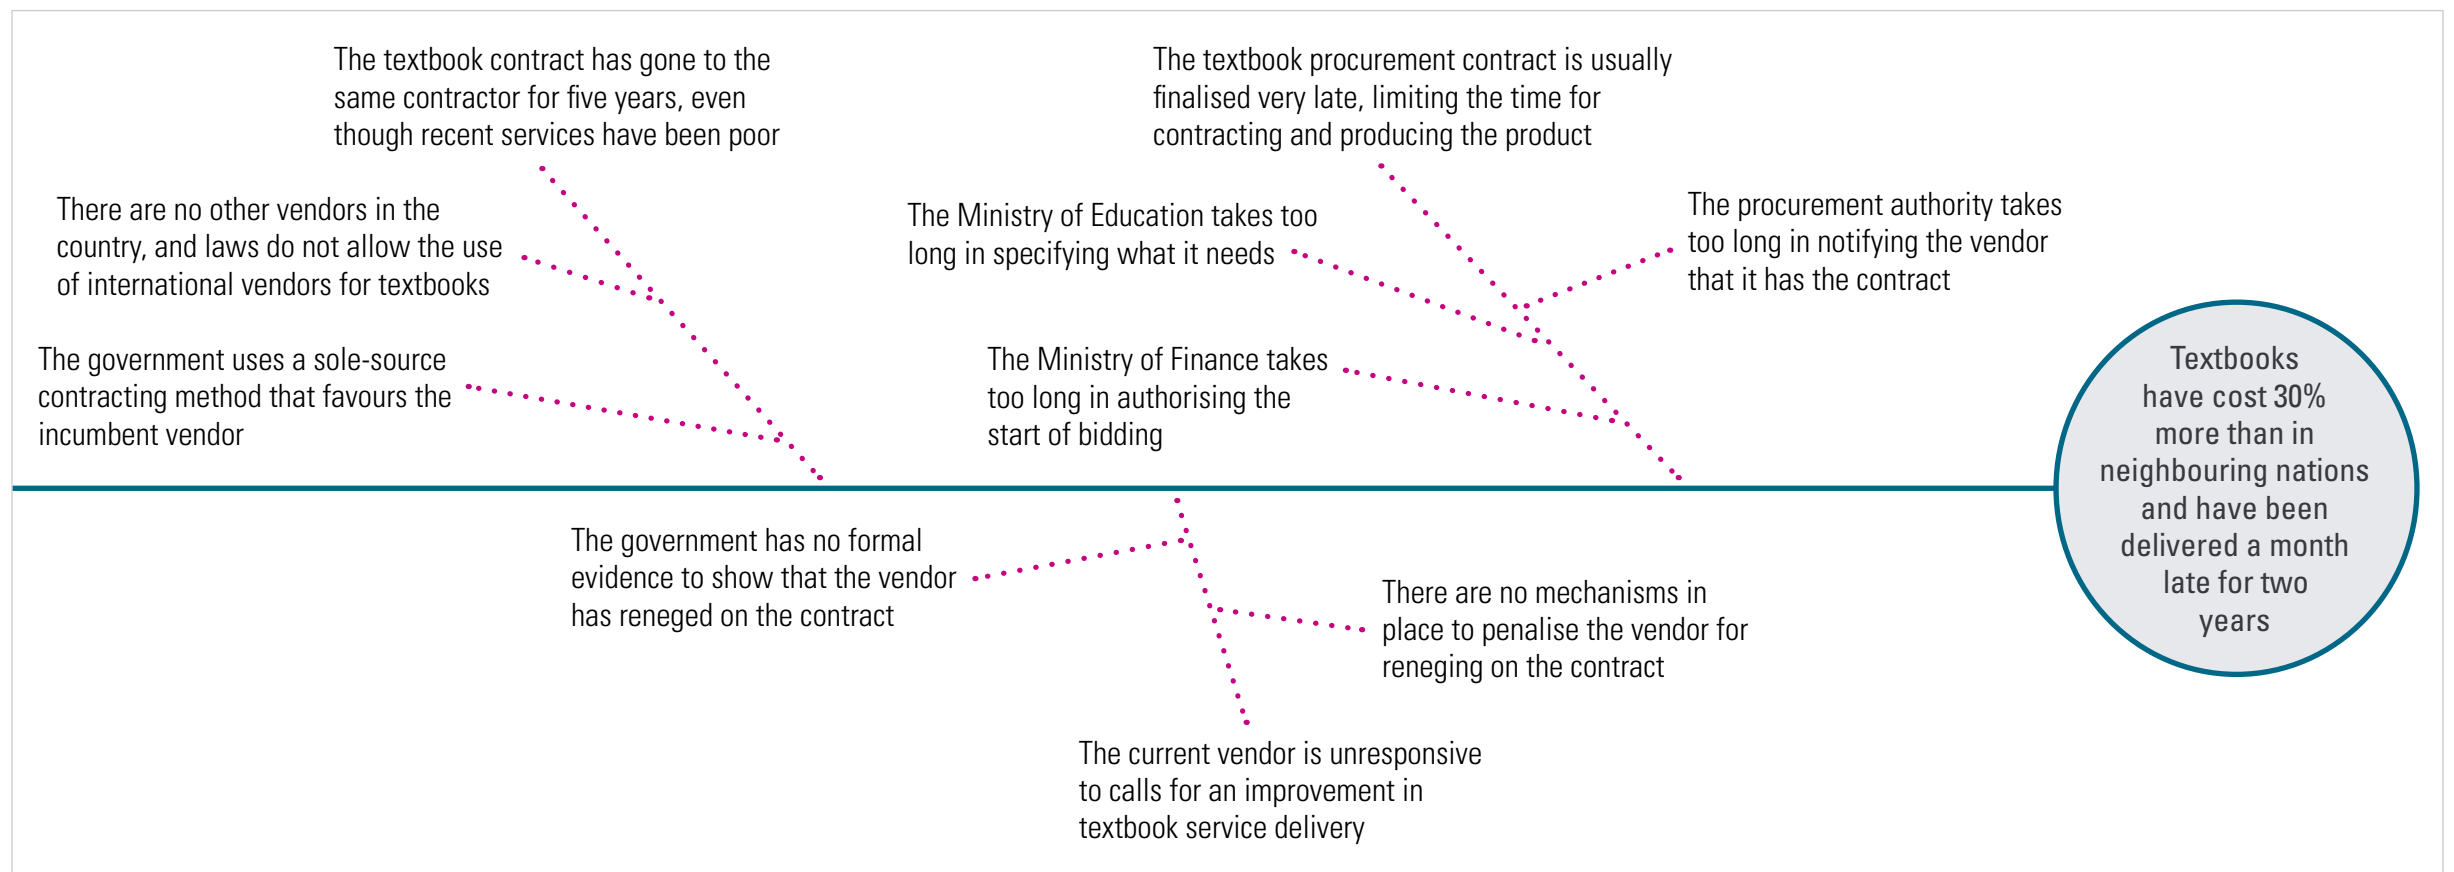 The textbook contract has gone to the
same contractor for five years, even
though recent services have been poor
There are no other vendors in the
country, and laws do not allow the use
of international vendors for textbooks
The government uses a sole-source
contracting method that favours the
incumbent vendor
The textbook procurement contract is usually
finalised very late, limiting the time for
contracting and producing the product
The Ministry of Education takes too
long in specifying what it needs
The procurement authority takes
too long in notifying the vendor
that it has the contract
The Ministry of Finance takes
too long in authorising the
start of bidding
The government has no formal
evidence to show that the vendor
has reneged on the contract
There are no mechanisms in
place to penalise the vendor for
reneging on the contract
The current vendor is unresponsive
to calls for an improvement in
textbook service delivery
Textbooks
have cost 30%
more than in
neighbouring nations
and have been
delivered a month
late for two
years